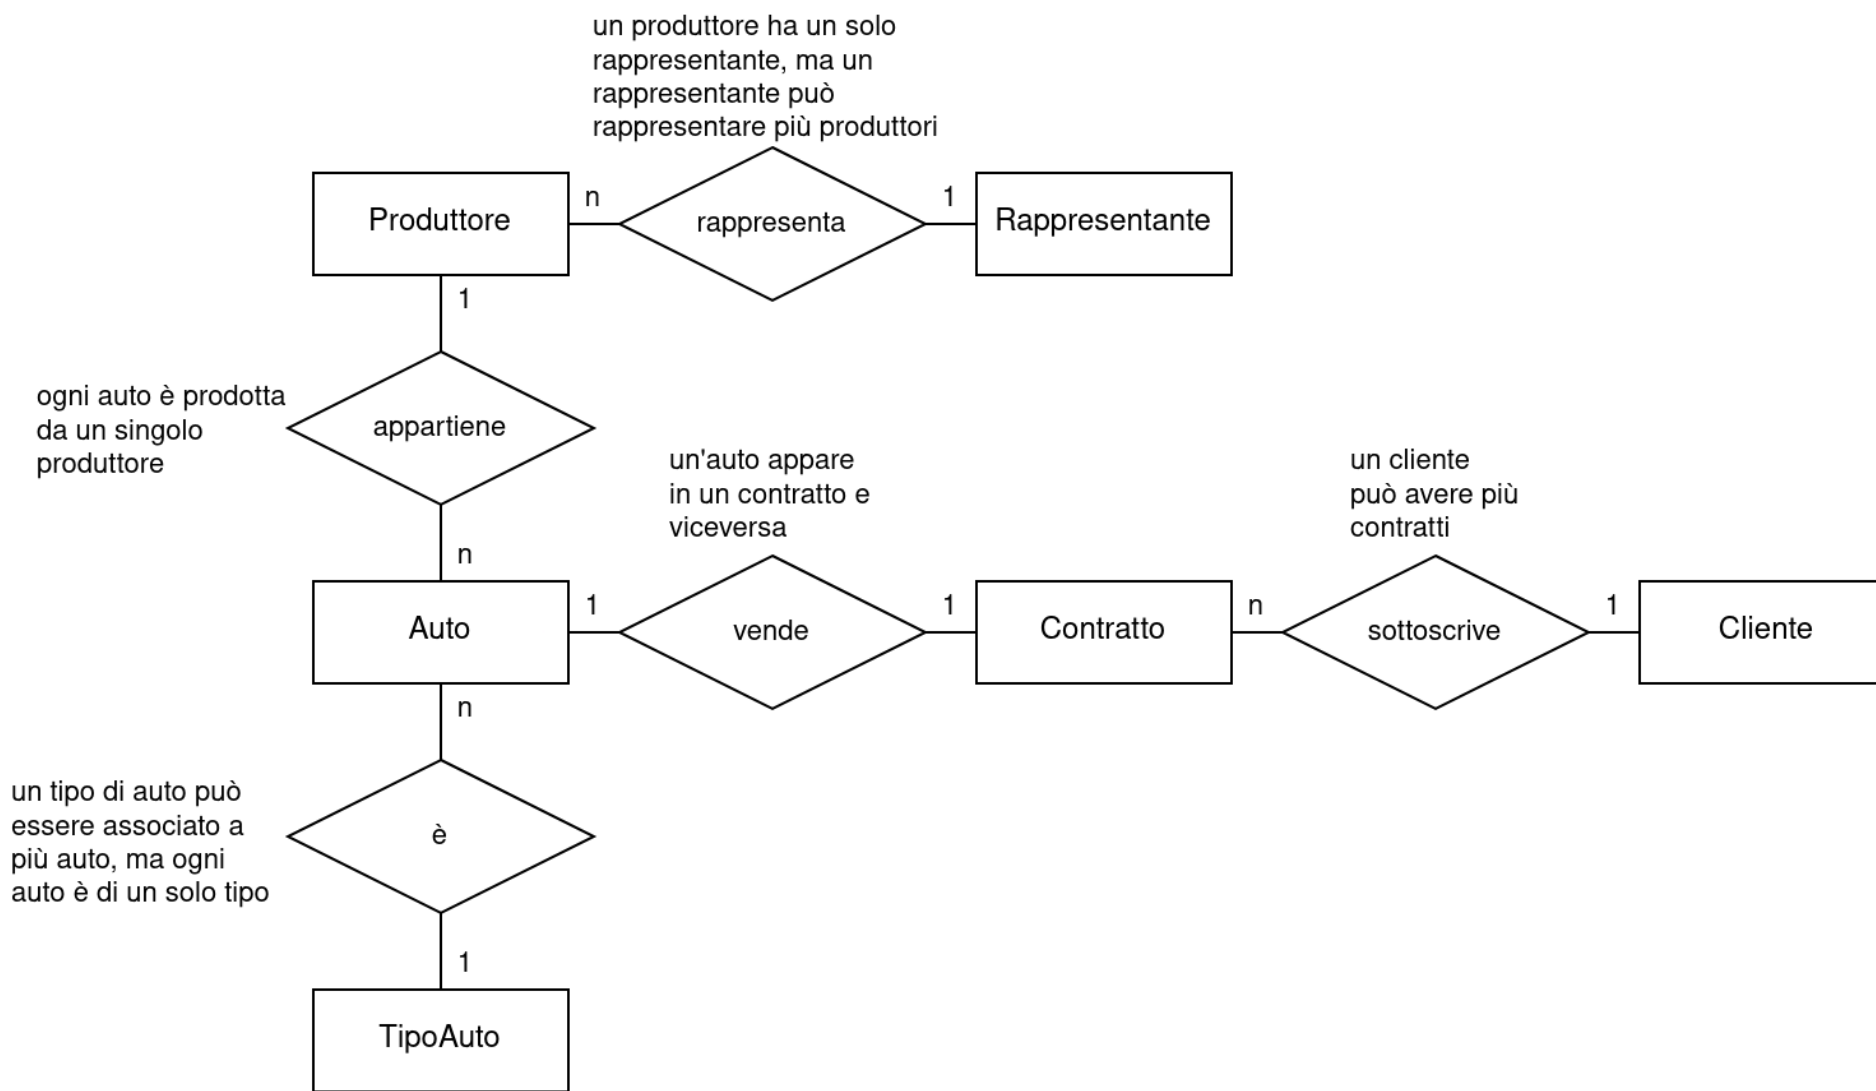 un produttore ha un solo
rappresentante, ma un
rappresentante può
rappresentare più produttori
Produttore
n
rappresenta
1
Rappresentante
1
ogni auto è prodotta
da un singolo
produttore
appartiene
n
un'auto appare
in un contratto e
viceversa
un cliente
può avere più
contratti
Auto
1
vende
1
Contratto
n
sottoscrive
1
Cliente
n
un tipo di auto può
essere associato a
più auto, ma ogni
auto è di un solo tipo
è
1
TipoAuto